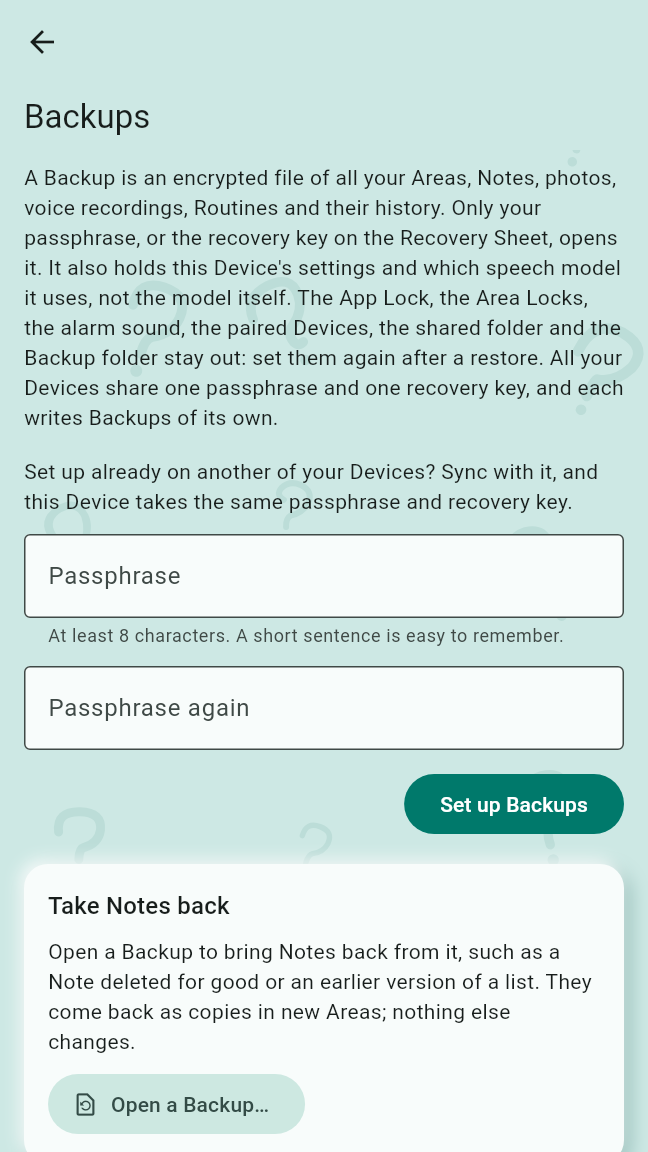 Backups
A Backup is an encrypted file of all your Areas, Notes, photos,
voice recordings, Routines and their history. Only your
passphrase, or the recovery key on the Recovery Sheet, opens
it. It also holds this Device's settings and which speech model
it uses, not the model itself. The App Lock, the Area Locks,
the alarm sound, the paired Devices, the shared folder and the
Backup folder stay out: set them again after a restore. All your
Devices share one passphrase and one recovery key, and each
writes Backups of its own.
Set up already on another of your Devices? Sync with it, and
this Device takes the same passphrase and recovery key.
Passphrase
At least 8 characters. A short sentence is easy to remember.
Passphrase again
Set up Backups
Take Notes back
Open a Backup to bring Notes back from it, such as a
Note deleted for good or an earlier version of a list. They
come back as copies in new Areas; nothing else
changes.
Open a Backup…